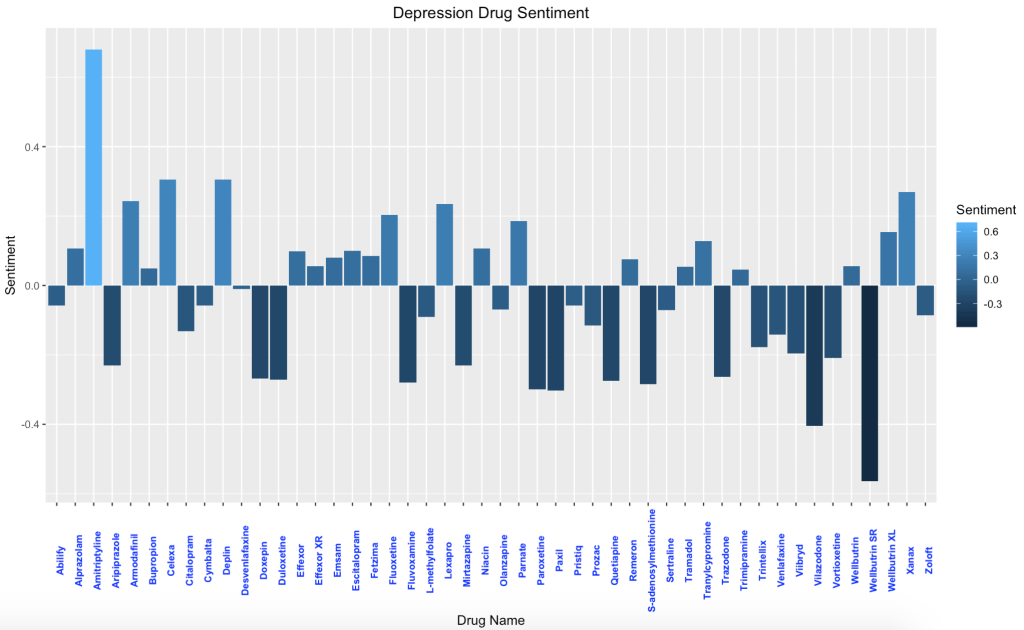 Depression Drug Sentiment
Sentiment
0.4
0.0
-0.4
Sentiment
0.6
0.3
0.0
-0.3
Abilify
Alprazolam
Amitriptyline
Aripiprazole
Armodafinil
Bupropion
Celexa
Citalopram
Cymbalta
Deplin
Desvenlafaxine
Doxepin
Duloxetine
Effexor
Effexor XR
Emsam
Escitalopram
Fetzima
Fluoxetine
Fluvoxamine
L-methylfolate
Lexapro
Mirtazapine
Niacin
Olanzapine
Parnate
Paroxetine
Paxil
Pristiq
Prozac
Quetiapine
Remeron
S-adenosylmethionine
Sertraline
Tramadol
Tranylcypromine
Trazodone
Trimipramine
Trintellix
Venlafaxine
Viibryd
Vilazodone
Vortioxetine
Wellbutrin
Wellbutrin SR
Wellbutrin XL
Xanax
Zoloft
Drug Name